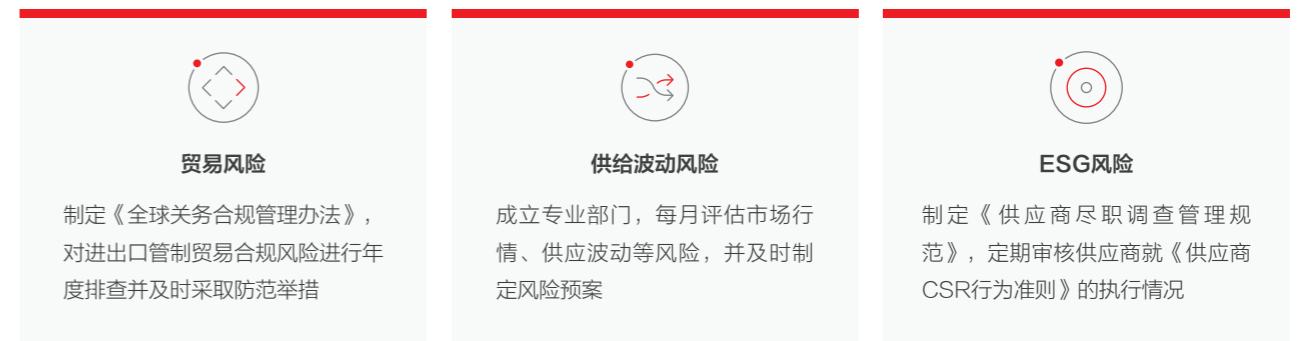 贸易风险
制定《全球关务合规管理办法》，
对进出口管制贸易合规风险进行年
度排查并及时采取防范举措
供给波动风险
成立专业部门，每月评估市场行
情、供应波动等风险，并及时制
定风险预案
ESG风险
制定《供应商尽职调查管理规
范》，定期审核供应商就《供应商
CSR行为准则》的执行情况